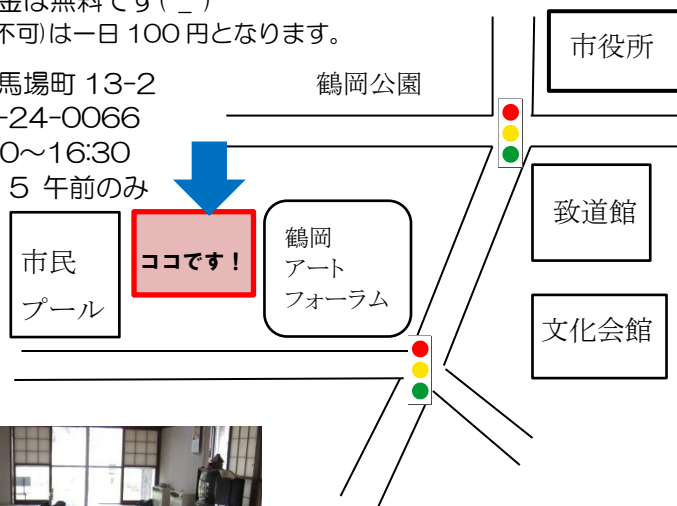 金は無料です(^_^)
不可)は一日100円となります。
馬場町 13-2
-24-0066
0～16:30
5 午前のみ
鶴岡公園
市役所
致道館
文化会館
市民
プール
ココです！
鶴岡
アート
フォーラム